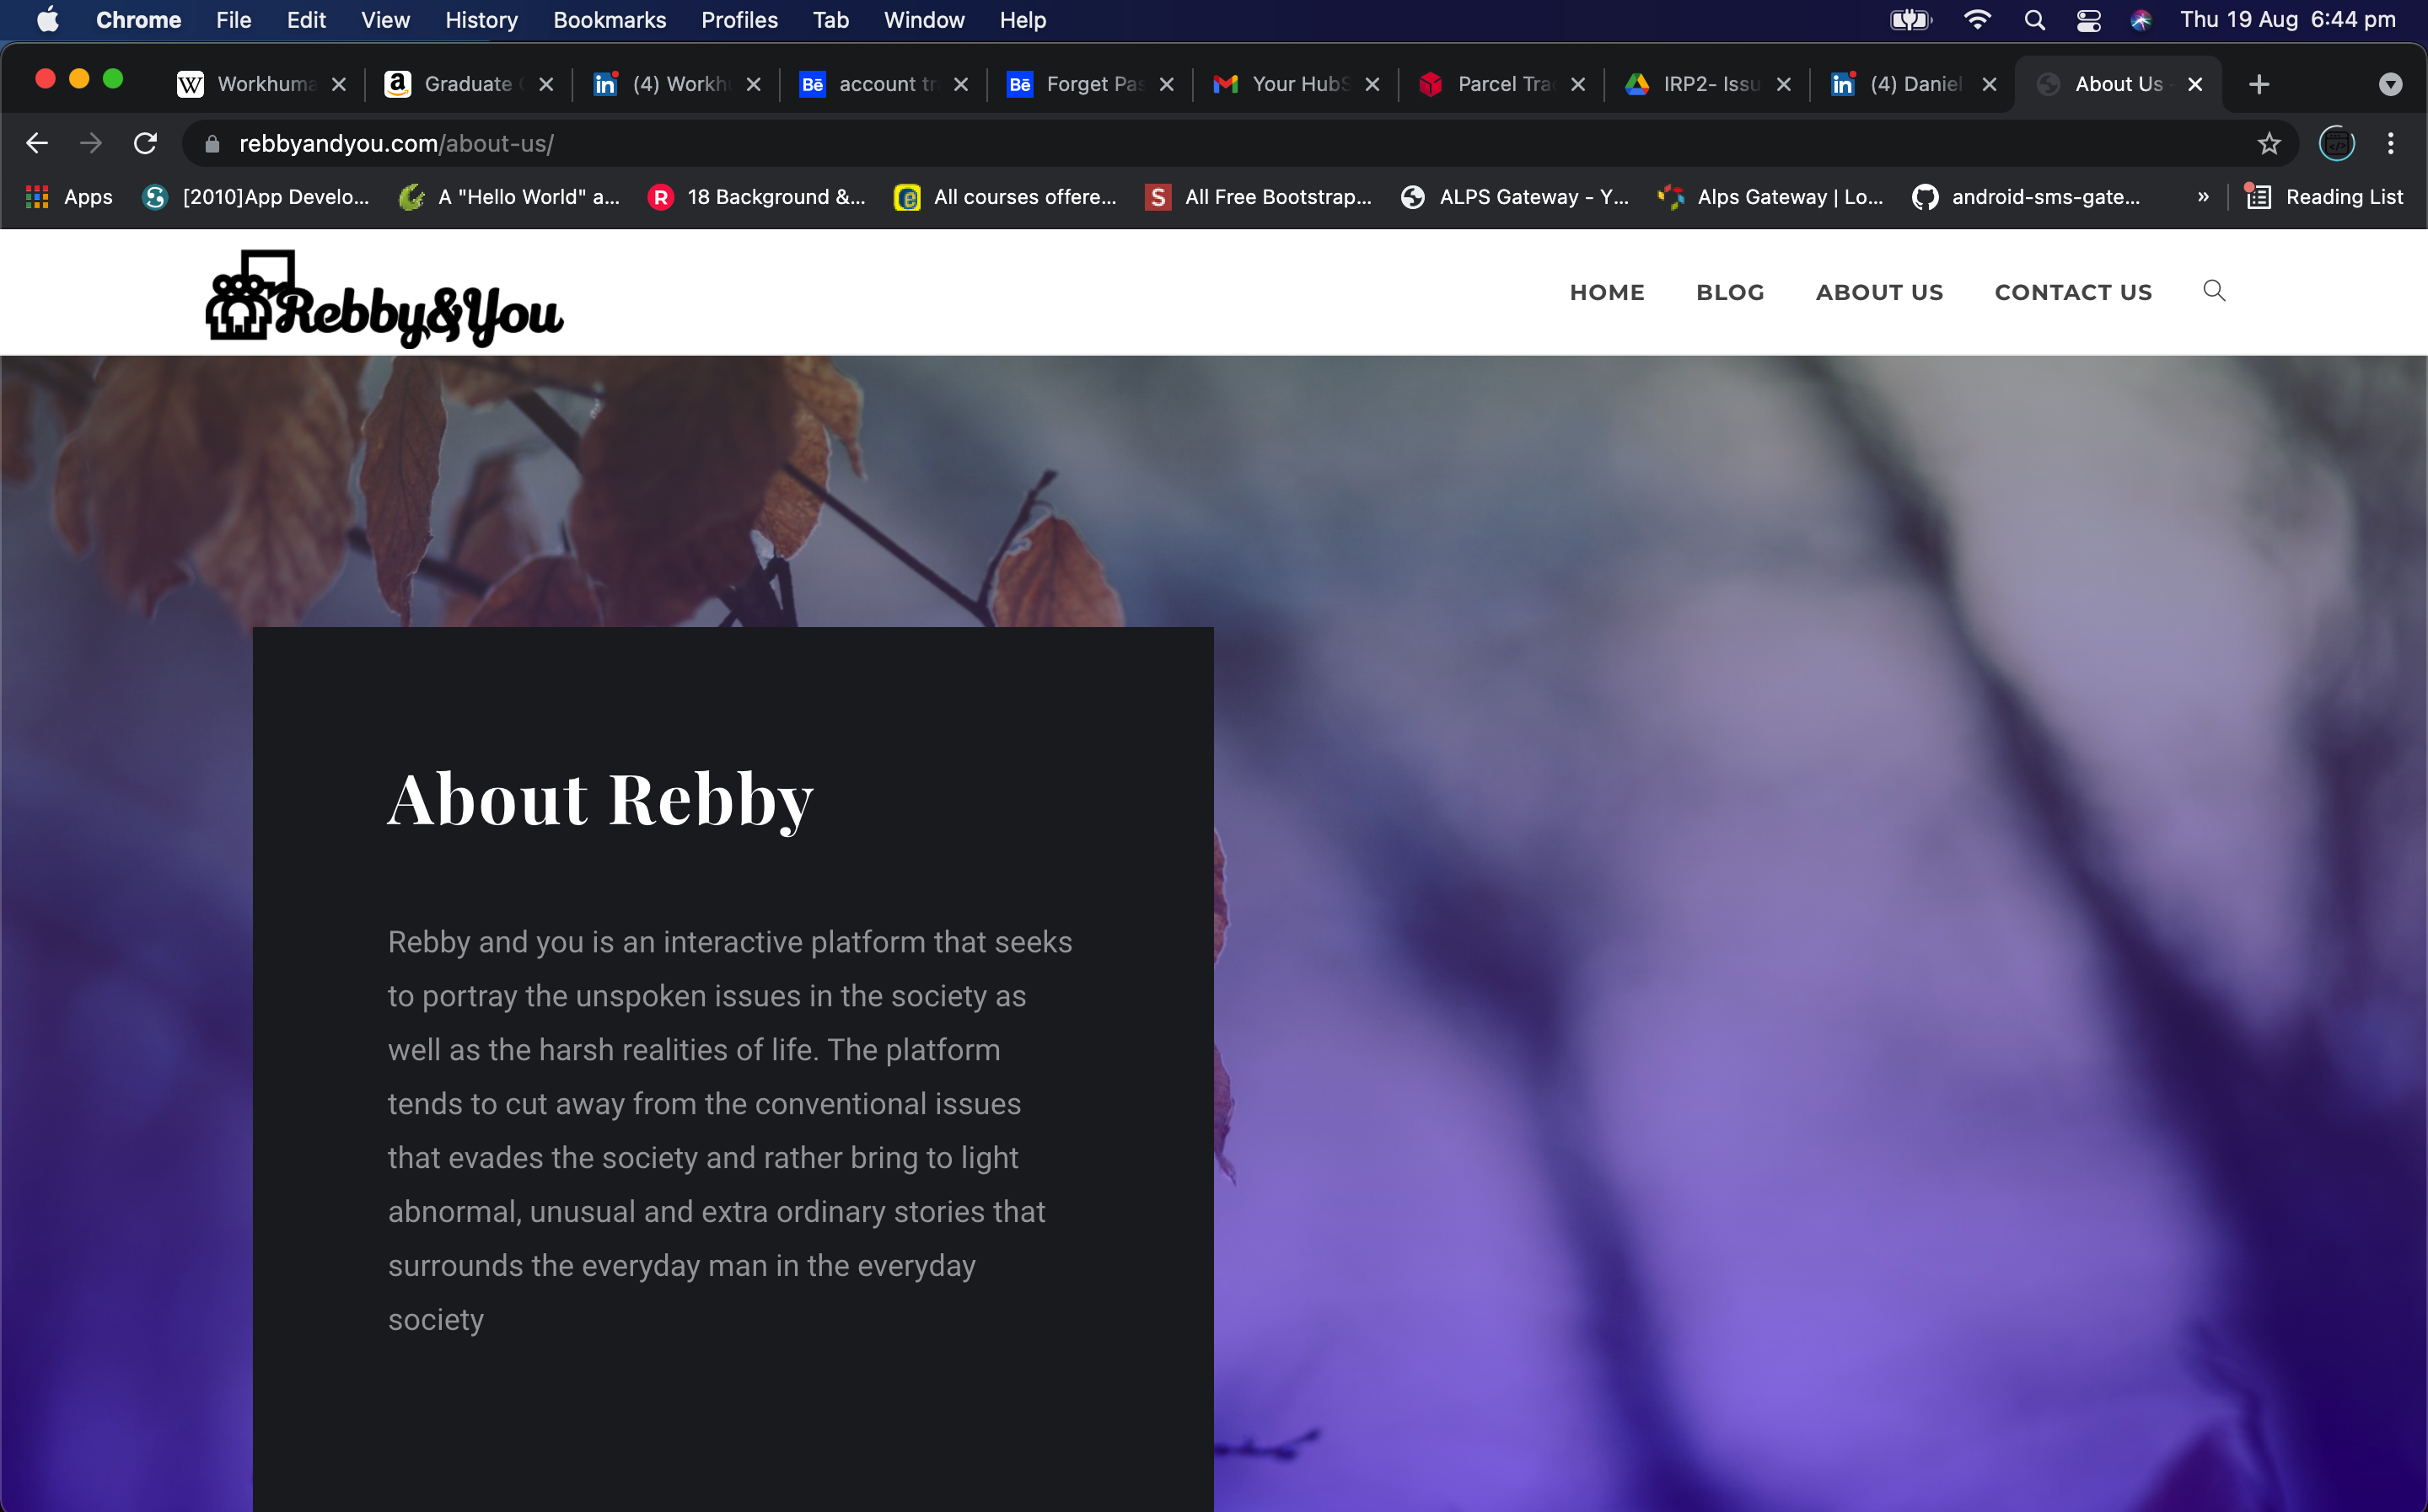 Chrome File Edit View History Bookmarks Profiles Tab Window Help Thu 19 Aug 6:44 pm
W Workhuma a Graduate in (4) Workh Bē account tr Bē Forget Pas Your HubS Parcel Trac IRP2- Issu in (4) Daniel About Us
rebbyandyou.com/about-us/
Apps [2010]App Develo... A "Hello World" a... R 18 Background &... e All courses offere... S All Free Bootstrap... ALPS Gateway - Y... Alps Gateway | Lo... android-sms-gate... » Reading List
Rebby&You HOME BLOG ABOUT US CONTACT US
About Rebby
Rebby and you is an interactive platform that seeks
to portray the unspoken issues in the society as
well as the harsh realities of life. The platform
tends to cut away from the conventional issues
that evades the society and rather bring to light
abnormal, unusual and extra ordinary stories that
surrounds the everyday man in the everyday
society